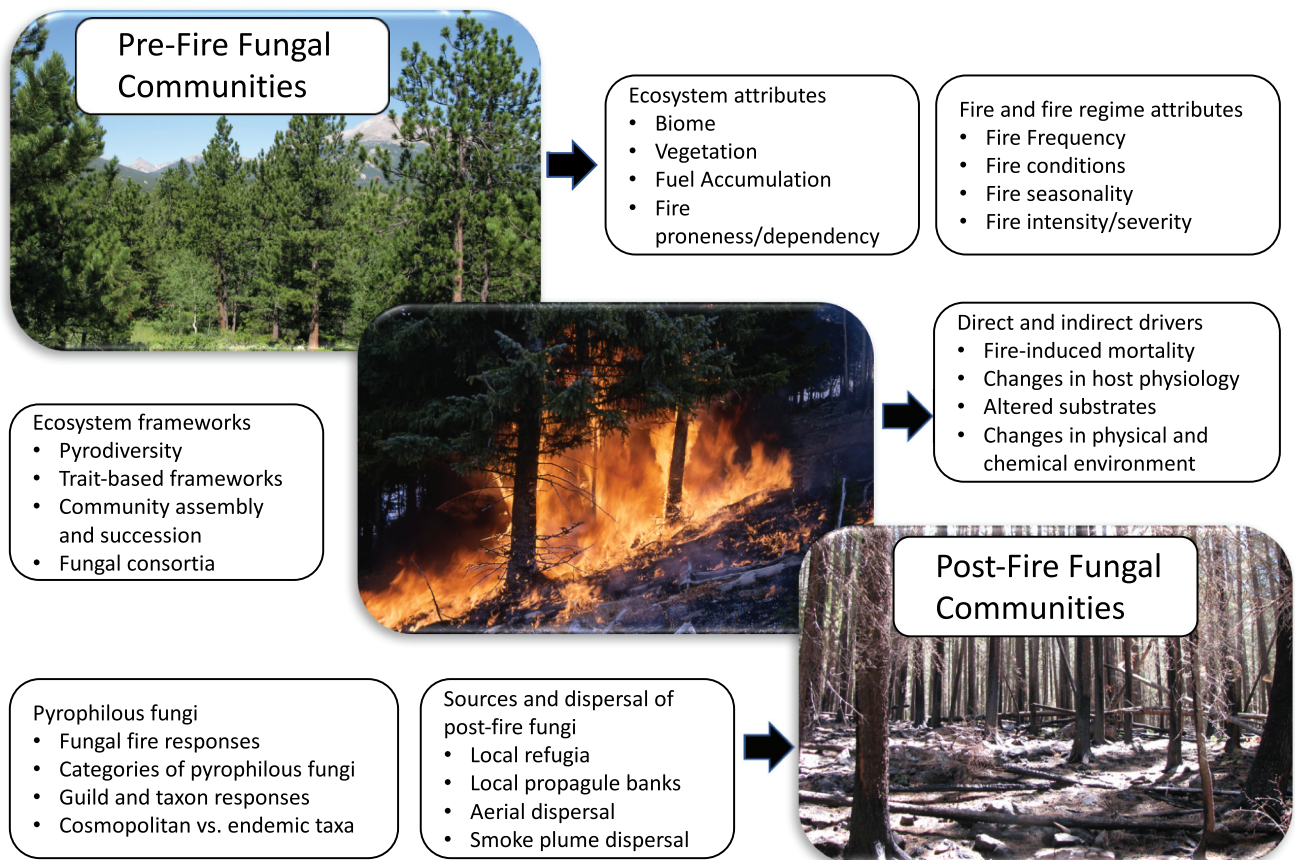 Pre-Fire Fungal
Communities
Ecosystem attributes
• Biome
• Vegetation
• Fuel Accumulation
• Fire
proneness/dependency
Fire and fire regime attributes
• Fire Frequency
• Fire conditions
• Fire seasonality
• Fire intensity/severity
Direct and indirect drivers
• Fire-induced mortality
• Changes in host physiology
• Altered substrates
• Changes in physical and
chemical environment
Ecosystem frameworks
• Pyrodiversity
• Trait-based frameworks
• Community assembly
and succession
• Fungal consortia
Post-Fire Fungal
Communities
Pyrophilous fungi
• Fungal fire responses
• Categories of pyrophilous fungi
• Guild and taxon responses
• Cosmopolitan vs. endemic taxa
Sources and dispersal of
post-fire fungi
• Local refugia
• Local propagule banks
• Aerial dispersal
• Smoke plume dispersal